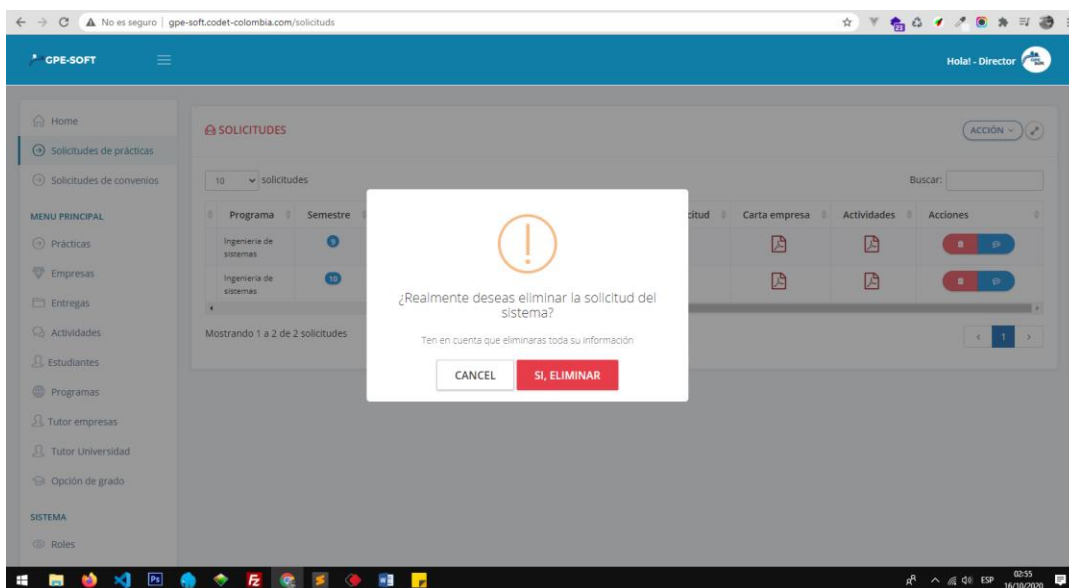 No es seguro | gpe-soft.codet-colombia.com/solicituds
23
GPE-SOFT
Hola! - Director
Home
Solicitudes de prácticas
Solicitudes de convenios
MENU PRINCIPAL
Prácticas
Empresas
Entregas
Actividades
Estudiantes
Programas
Tutor empresas
Tutor Universidad
Opción de grado
SISTEMA
Roles
SOLICITUDES
ACCIÓN
10 solicitudes
Buscar:
Programa Semestre citud Carta empresa Actividades Acciones
Ingenieria de sistemas 9
Ingenieria de sistemas 10
Mostrando 1 a 2 de 2 solicitudes
< 1 >
¿Realmente deseas eliminar la solicitud del
sistema?
Ten en cuenta que eliminaras toda su información
CANCEL SI, ELIMINAR
Ps
ESP
02:55
16/10/2020